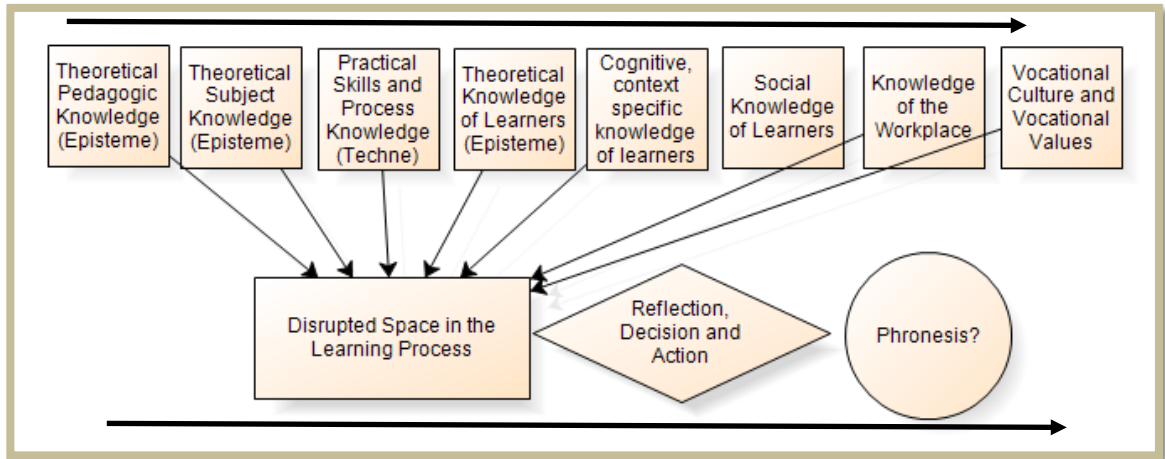 Theoretical
Pedagogic
Knowledge
(Episteme)
Theoretical
Subject
Knowledge
(Episteme)
Practical
Skills and
Process
Knowledge
(Techne)
Theoretical
Knowledge
of Learners
(Episteme)
Cognitive,
context
specific
knowledge
of learners
Social
Knowledge
of Learners
Knowledge
of the
Workplace
Vocational
Culture and
Vocational
Values
Disrupted Space in the
Learning Process
Reflection,
Decision and
Action
Phronesis?